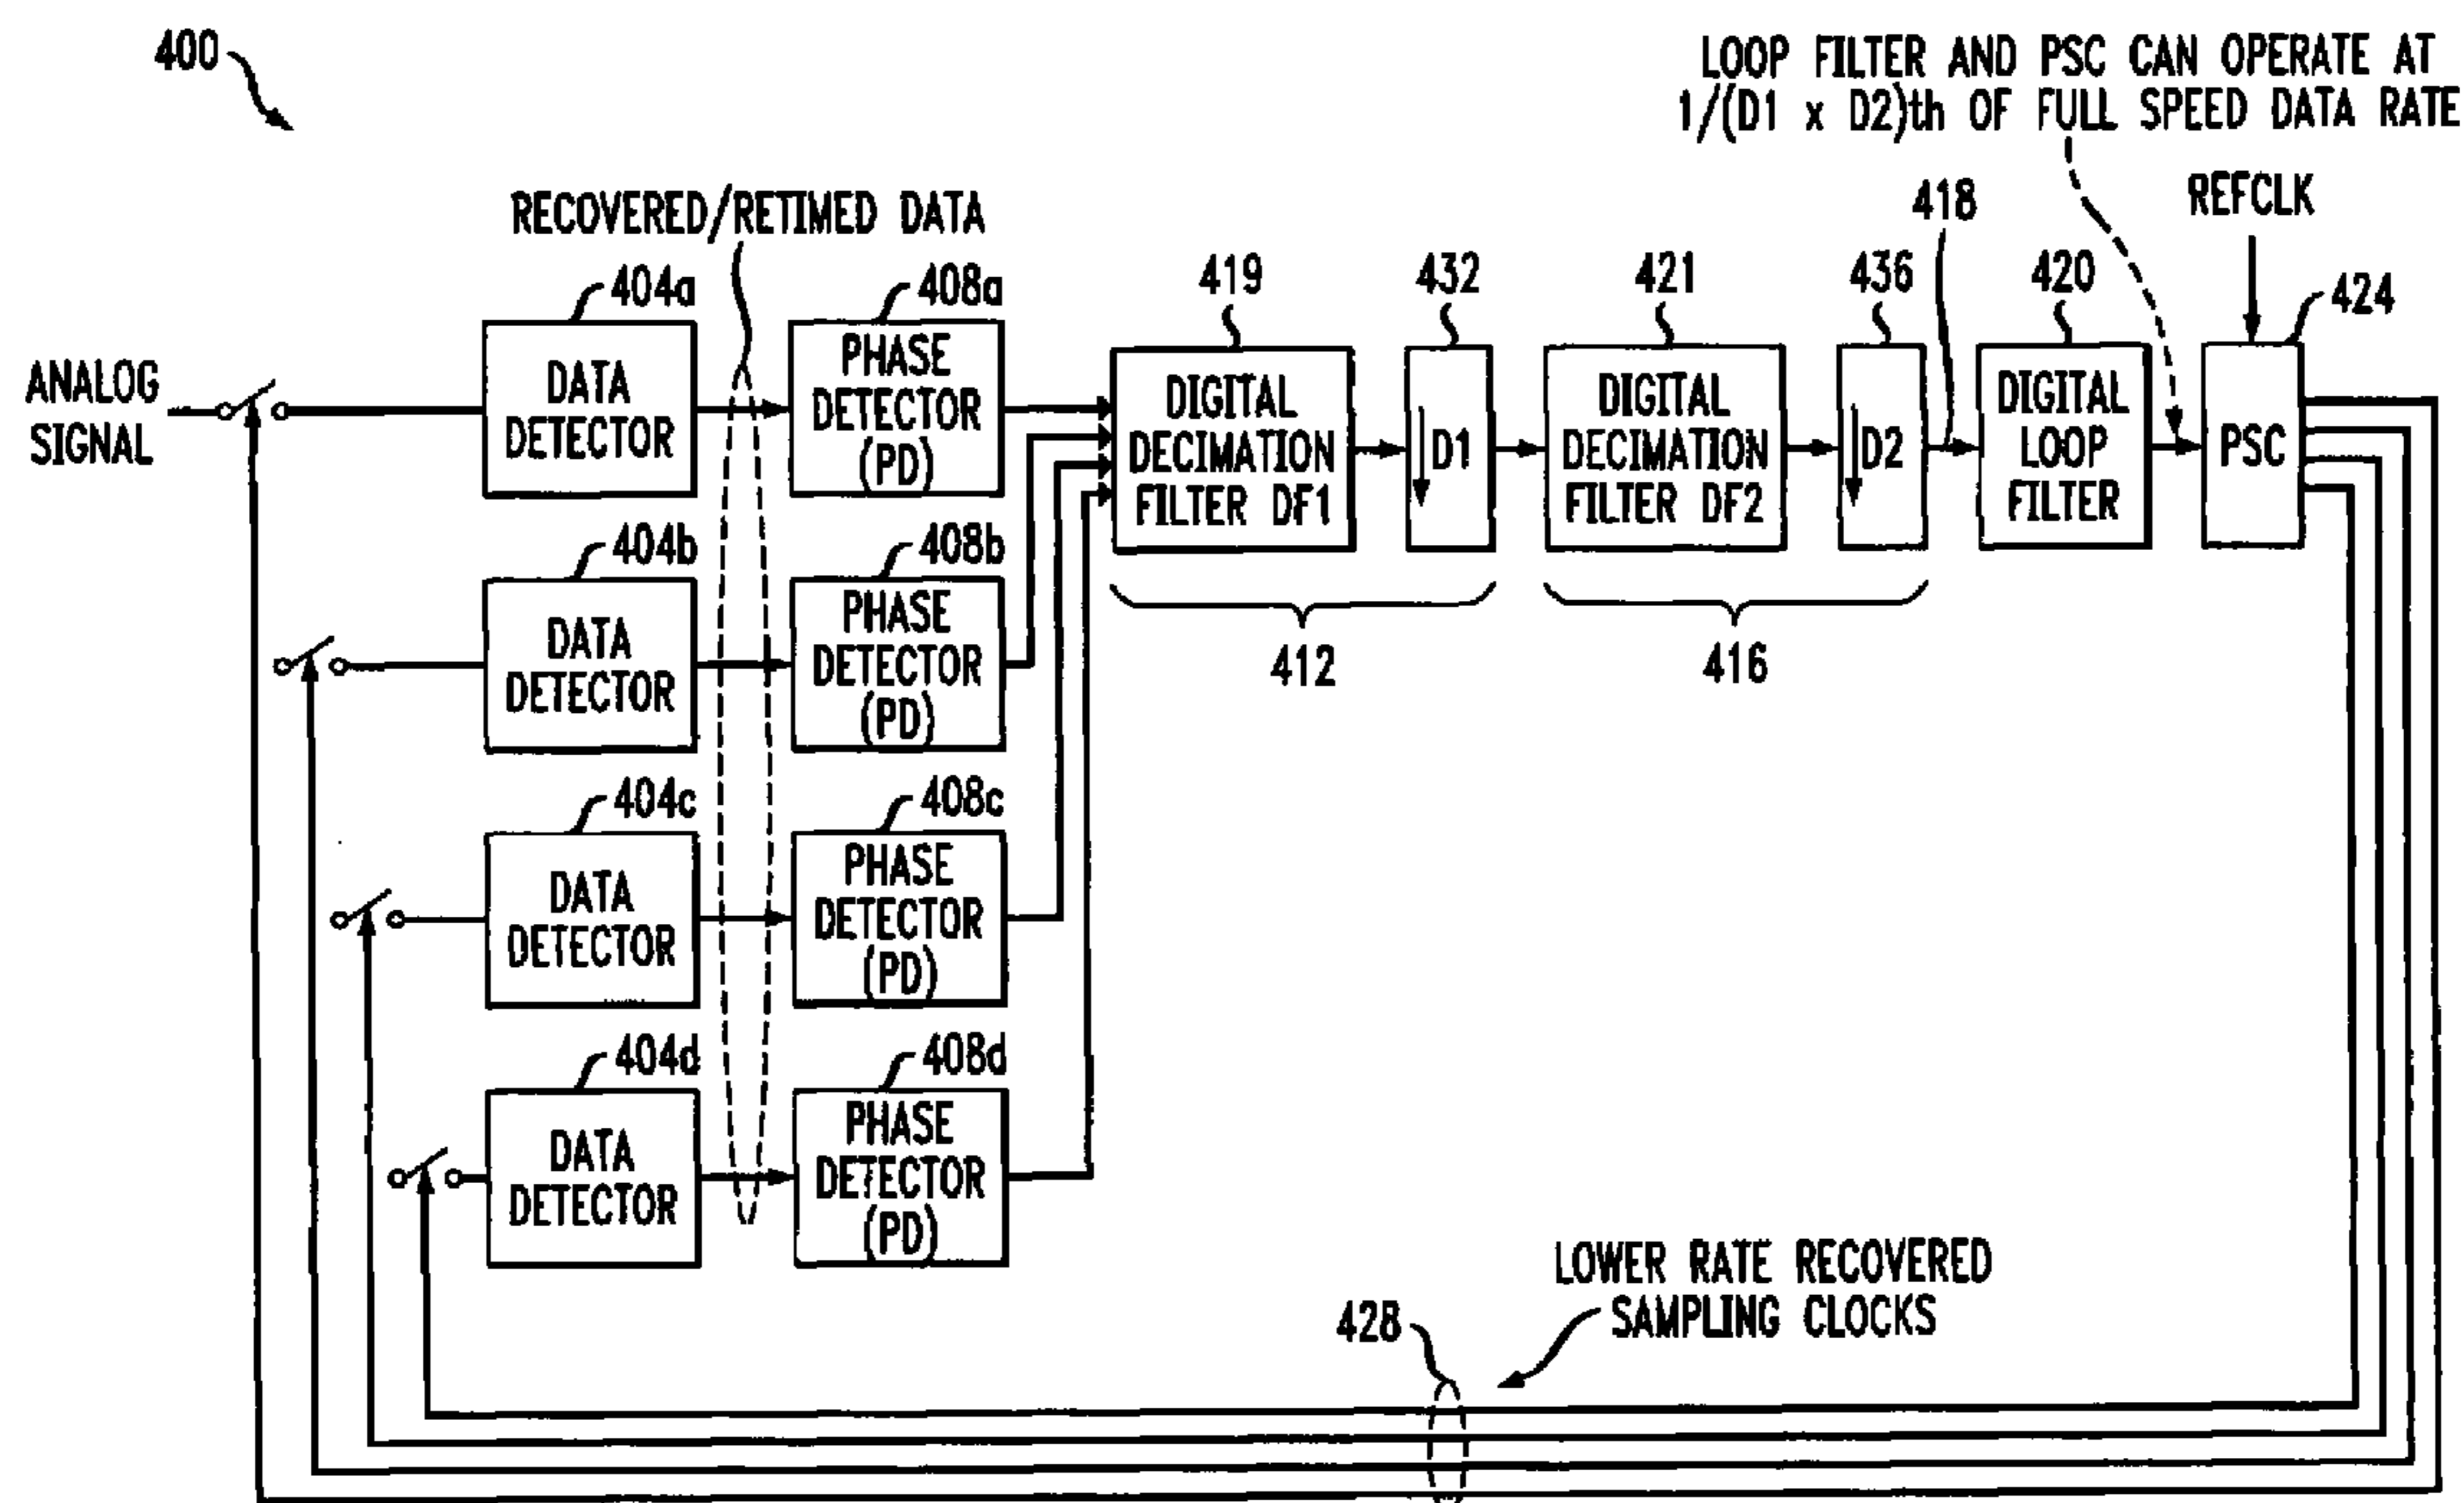 400
LOOP FILTER AND PSC CAN OPERATE AT
1/(D1 x D2)th OF FULL SPEED DATA RATE
RECOVERED/RETIMED DATA
418
REFCLK
404a
408a
419
432
421
436
420
424
ANALOG
SIGNAL
DATA
DETECTOR
PHASE
DETECTOR
(PD)
DIGITAL
DECIMATION
FILTER DF1
D1
DIGITAL
DECIMATION
FILTER DF2
D2
DIGITAL
LOOP
FILTER
PSC
404b
408b
DATA
DETECTOR
PHASE
DETECTOR
(PD)
412
416
404c
408c
DATA
DETECTOR
PHASE
DETECTOR
(PD)
404d
408d
DATA
DETECTOR
PHASE
DETECTOR
(PD)
LOWER RATE RECOVERED
SAMPLING CLOCKS
428